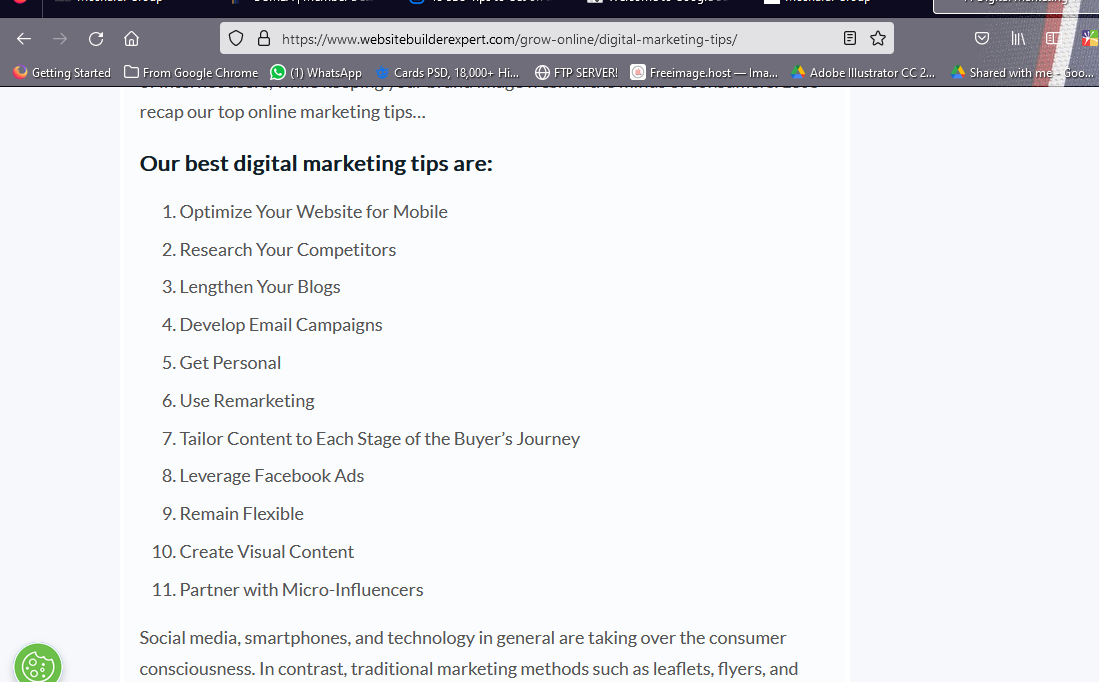 https://www.websitebuilderexpert.com/grow-online/digital-marketing-tips/
Getting Started From Google Chrome (1) WhatsApp Cards PSD, 18,000+ Hi... FTP SERVER! Freeimage.host — Ima... Adobe Illustrator CC 2... Shared with me - Goo...
recap our top online marketing tips…
Our best digital marketing tips are:
1. Optimize Your Website for Mobile
2. Research Your Competitors
3. Lengthen Your Blogs
4. Develop Email Campaigns
5. Get Personal
6. Use Remarketing
7. Tailor Content to Each Stage of the Buyer’s Journey
8. Leverage Facebook Ads
9. Remain Flexible
10. Create Visual Content
11. Partner with Micro-Influencers
Social media, smartphones, and technology in general are taking over the consumer
consciousness. In contrast, traditional marketing methods such as leaflets, flyers, and